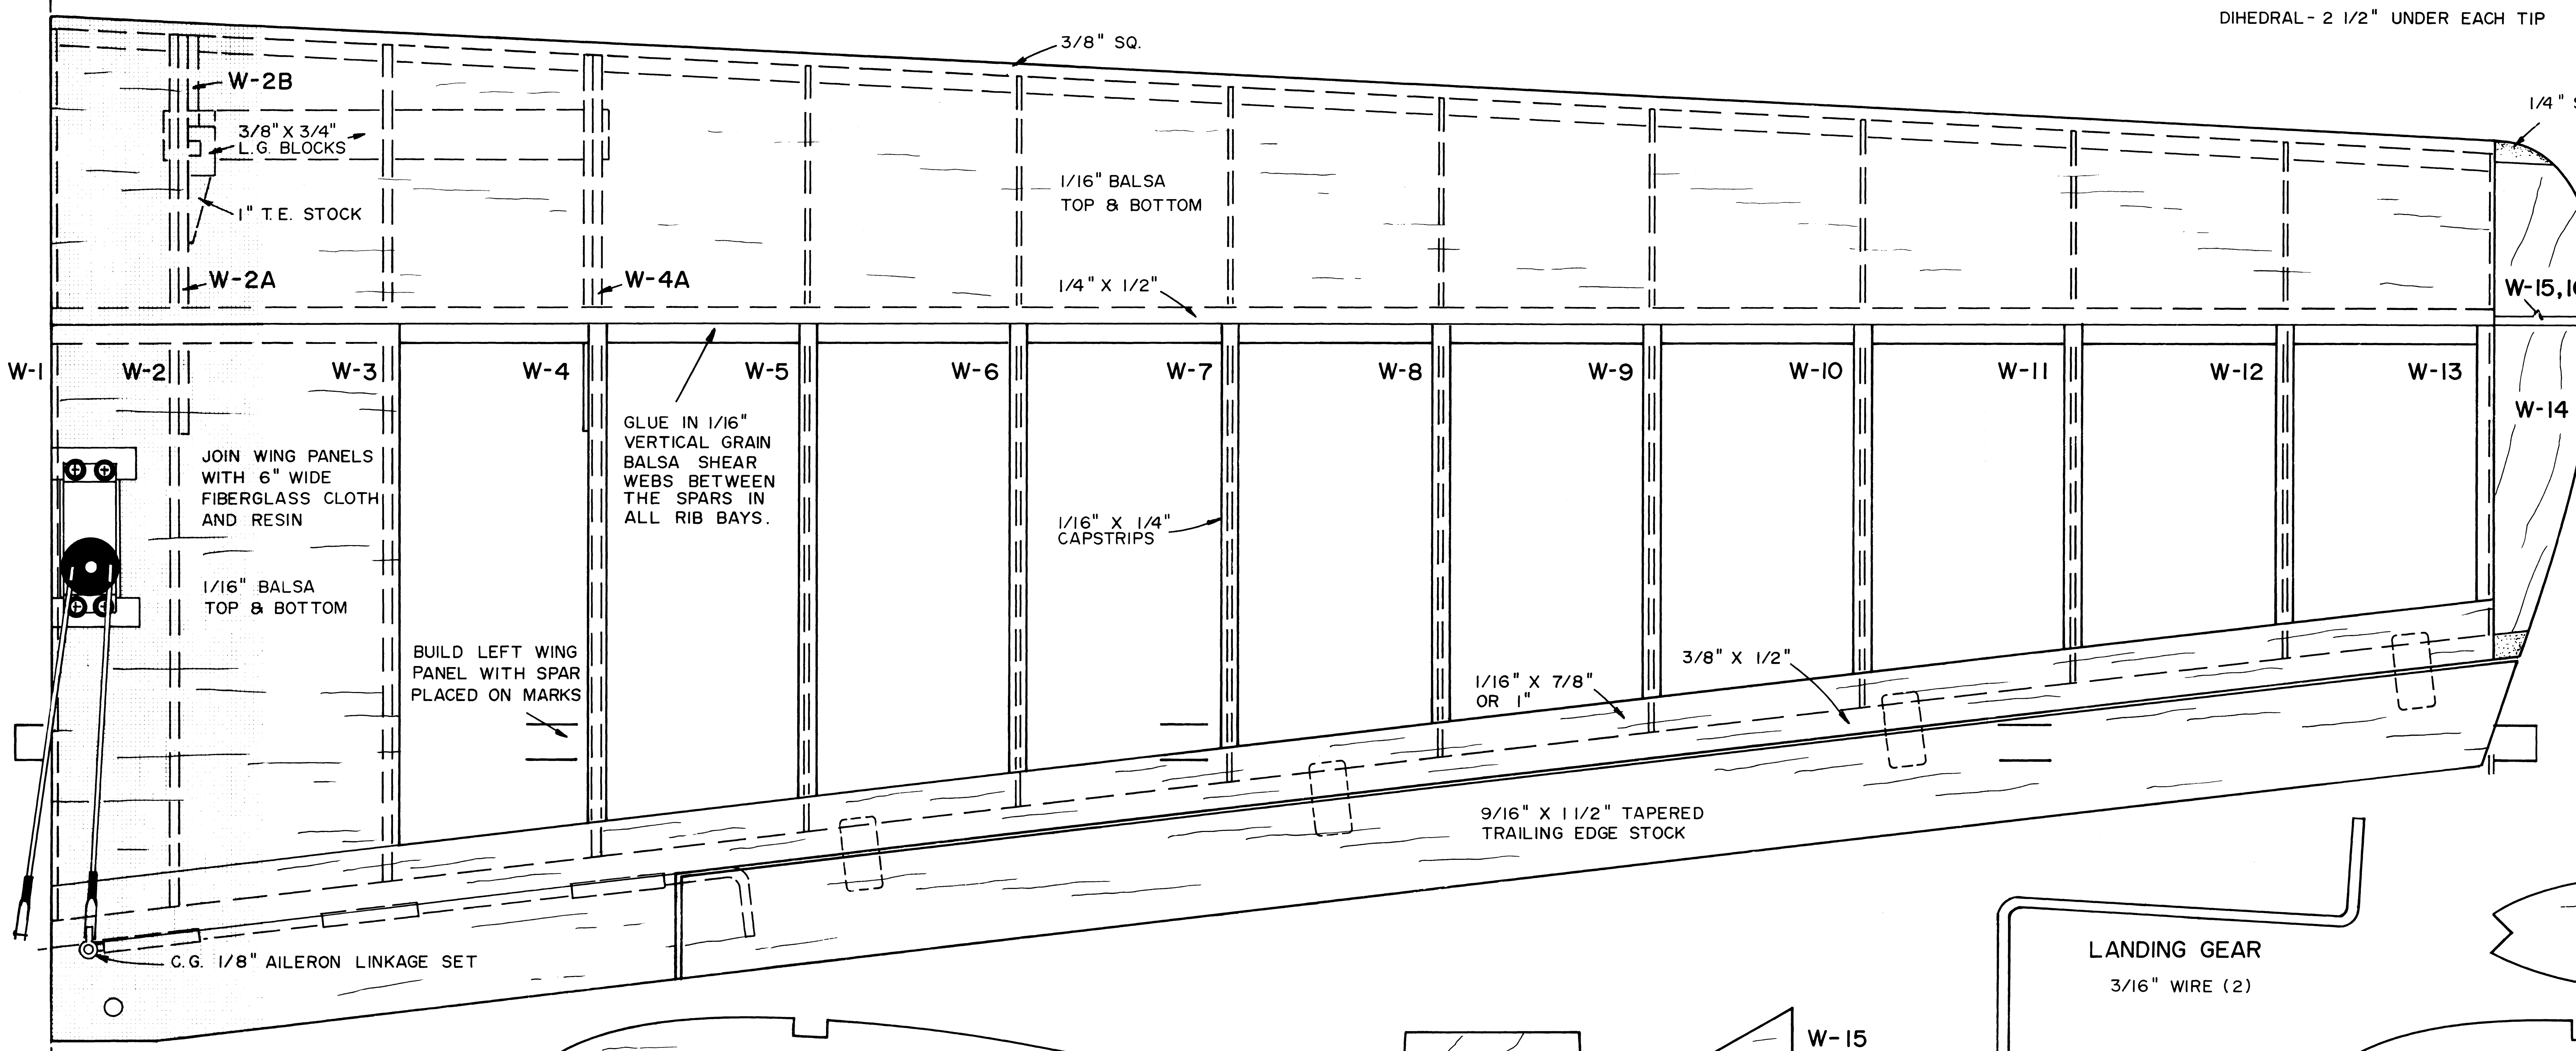 DIHEDRAL - 2 1/2" UNDER EACH TIP
3/8" SQ.
1/4"
W-2B
3/8" X 3/4"
L.G. BLOCKS
1" T.E. STOCK
1/16" BALSA
TOP & BOTTOM
W-2A
W-4A
1/4" X 1/2"
W-15,
W-1
W-2
W-3
W-4
W-5
W-6
W-7
W-8
W-9
W-10
W-11
W-12
W-13
W-14
GLUE IN 1/16"
VERTICAL GRAIN
BALSA SHEAR
WEBS BETWEEN
THE SPARS IN
ALL RIB BAYS.
JOIN WING PANELS
WITH 6" WIDE
FIBERGLASS CLOTH
AND RESIN
1/16" X 1/4"
CAPSTRIPS
1/16" BALSA
TOP & BOTTOM
BUILD LEFT WING
PANEL WITH SPAR
PLACED ON MARKS
3/8" X 1/2"
1/16" X 7/8"
OR 1"
9/16" X 1 1/2" TAPERED
TRAILING EDGE STOCK
C.G. 1/8" AILERON LINKAGE SET
LANDING GEAR
3/16" WIRE (2)
W-15